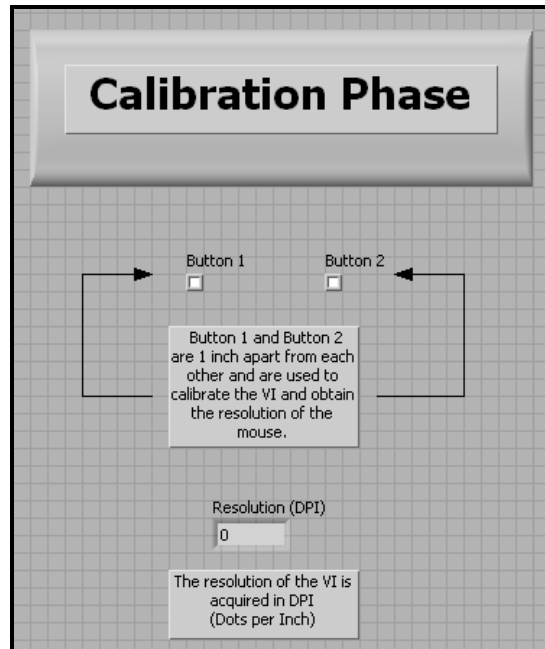 Calibration Phase
Button 1 Button 2
Button 1 and Button 2
are 1 inch apart from each
other and are used to
calibrate the VI and obtain
the resolution of the
mouse.
Resolution (DPI)
0
The resolution of the VI is
acquired in DPI
(Dots per Inch)